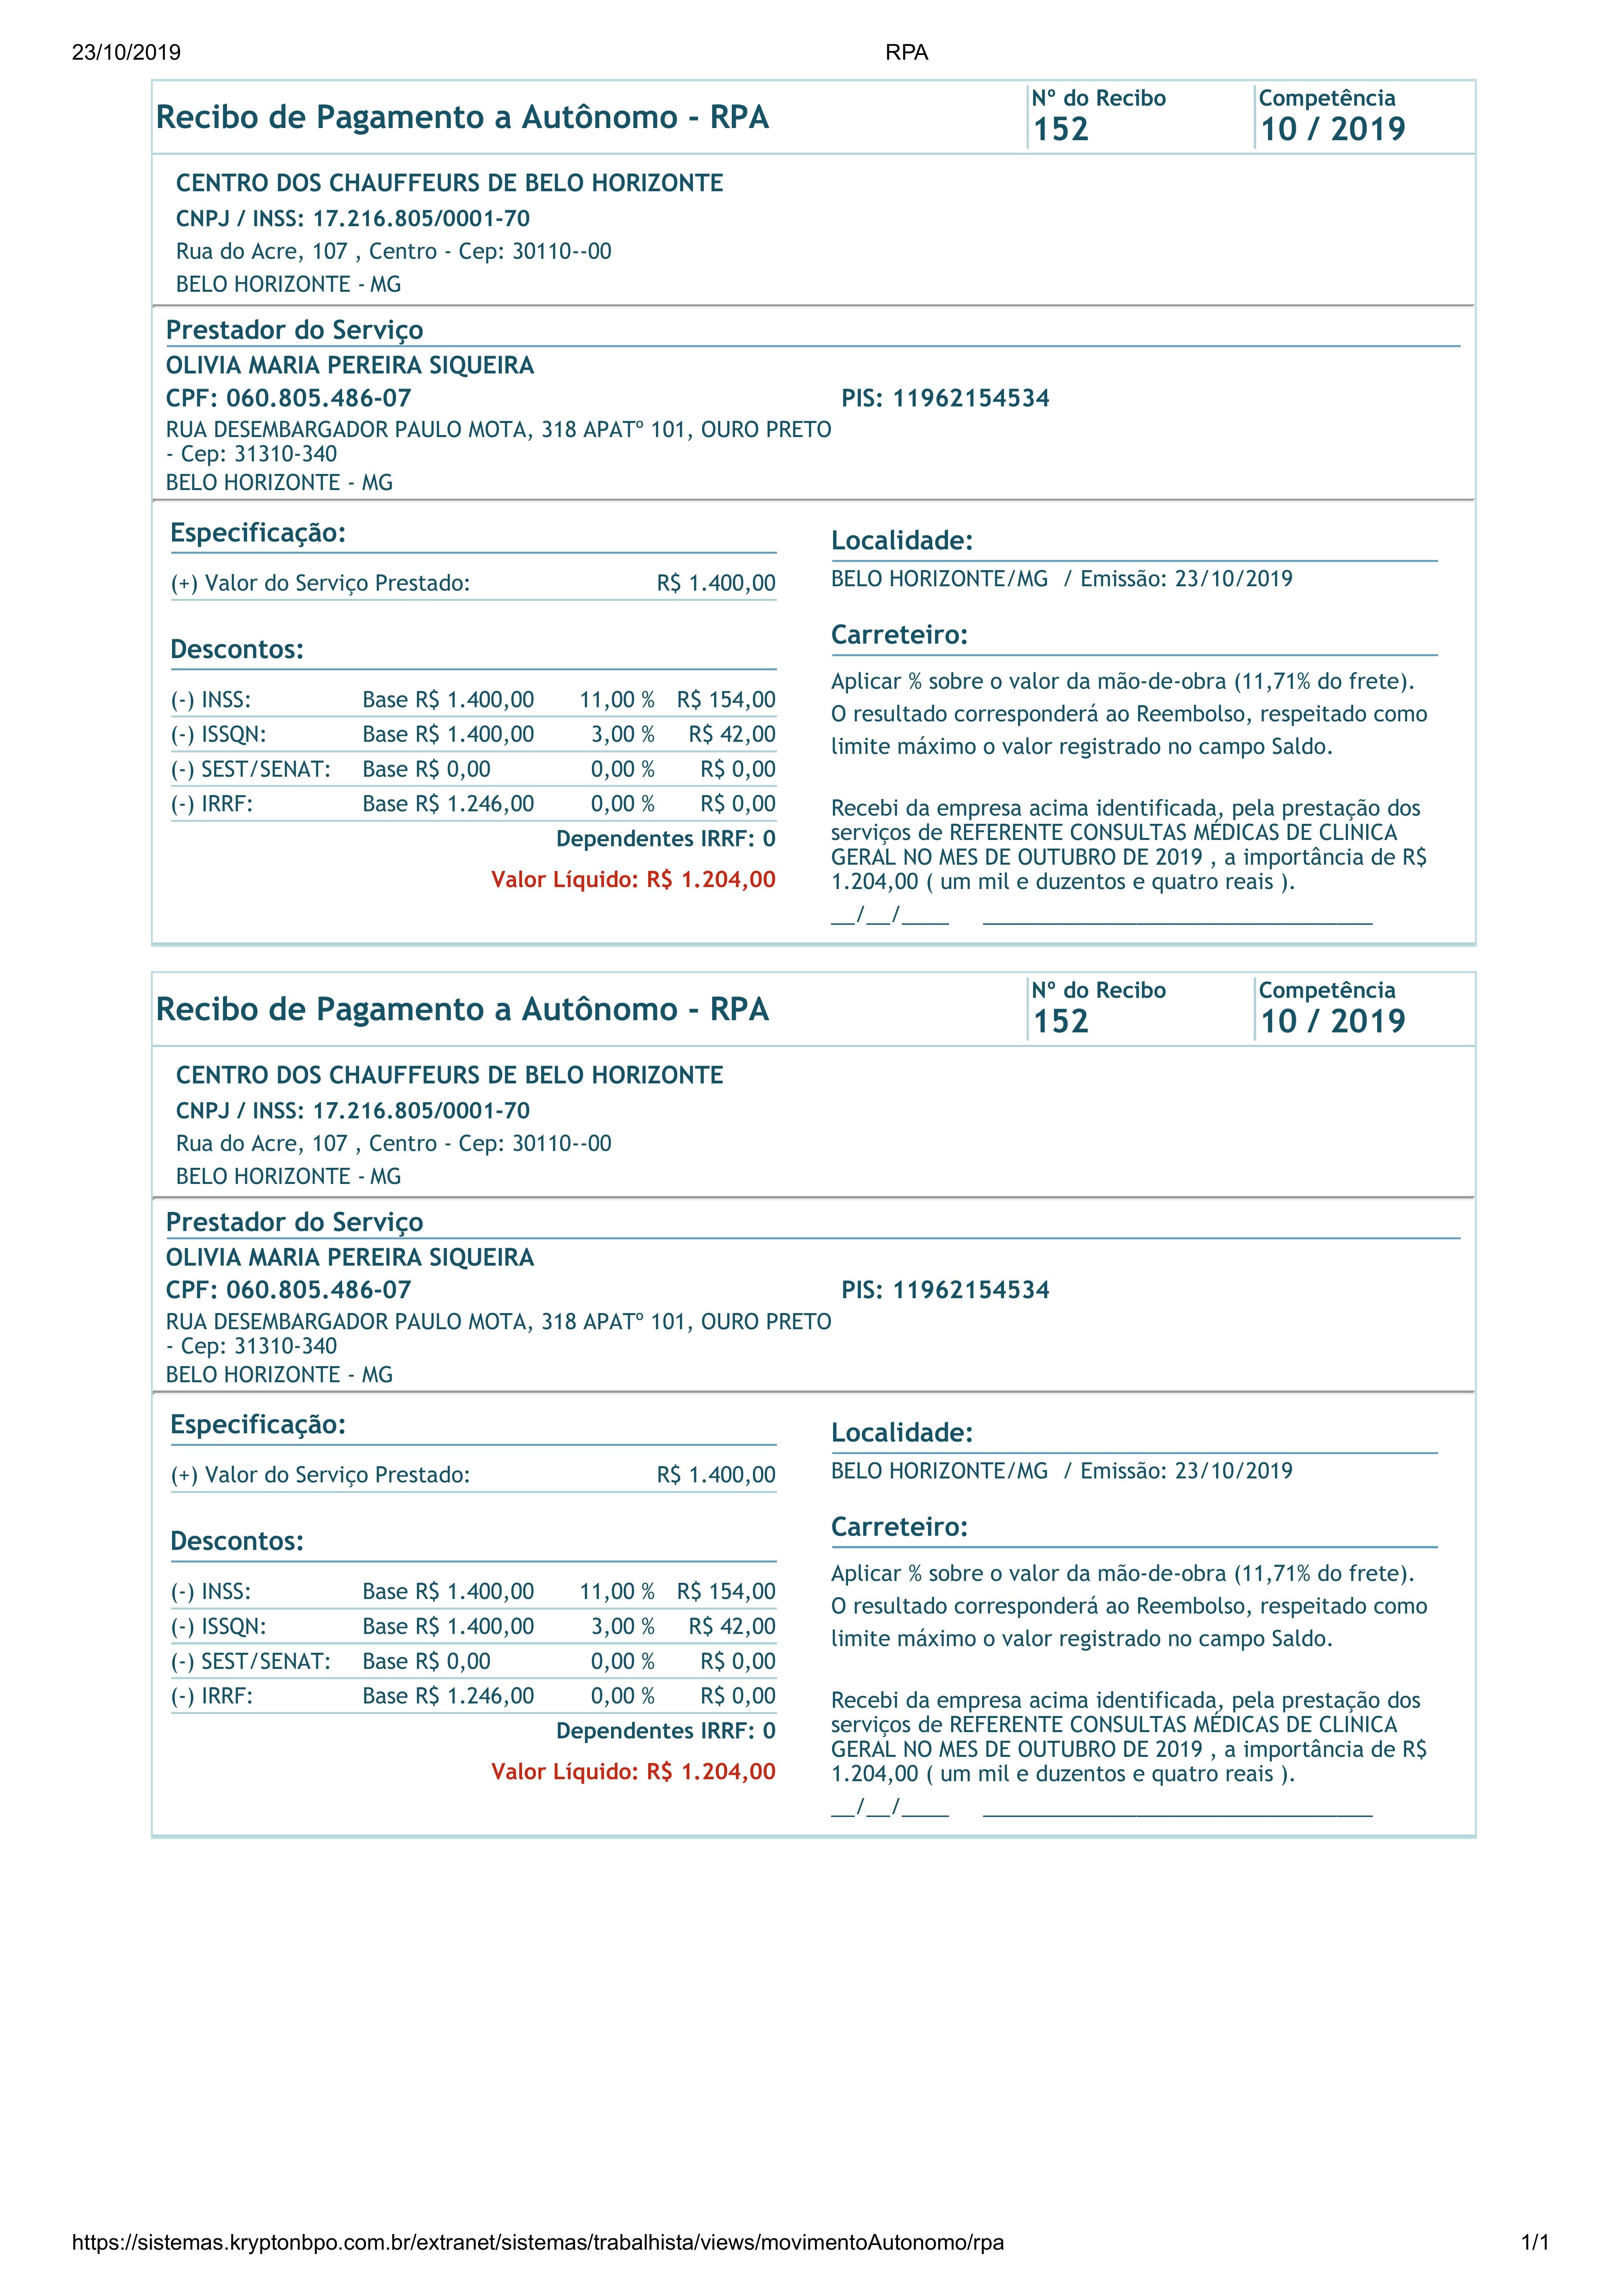 23/10/2019 RPA
Recibo de Pagamento a Autônomo - RPA
Nº do Recibo
152
Competência
10 / 2019
CENTRO DOS CHAUFFEURS DE BELO HORIZONTE
CNPJ / INSS: 17.216.805/0001-70
Rua do Acre, 107 , Centro - Cep: 30110--00
BELO HORIZONTE - MG
Prestador do Serviço
OLIVIA MARIA PEREIRA SIQUEIRA
CPF: 060.805.486-07 PIS: 11962154534
RUA DESEMBARGADOR PAULO MOTA, 318 APATº 101, OURO PRETO
- Cep: 31310-340
BELO HORIZONTE - MG
Especificação:
(+) Valor do Serviço Prestado: R$ 1.400,00
Descontos:
(-) INSS: Base R$ 1.400,00 11,00 % R$ 154,00
(-) ISSQN: Base R$ 1.400,00 3,00 % R$ 42,00
(-) SEST/SENAT: Base R$ 0,00 0,00 % R$ 0,00
(-) IRRF: Base R$ 1.246,00 0,00 % R$ 0,00
Dependentes IRRF: 0
Valor Líquido: R$ 1.204,00
Localidade:
BELO HORIZONTE/MG / Emissão: 23/10/2019
Carreteiro:
Aplicar % sobre o valor da mão-de-obra (11,71% do frete).
O resultado corresponderá ao Reembolso, respeitado como
limite máximo o valor registrado no campo Saldo.
Recebi da empresa acima identificada, pela prestação dos
serviços de REFERENTE CONSULTAS MÉDICAS DE CLINICA
GERAL NO MES DE OUTUBRO DE 2019 , a importância de R$
1.204,00 ( um mil e duzentos e quatro reais ).
__/__/____ _________________________________
Recibo de Pagamento a Autônomo - RPA
Nº do Recibo
152
Competência
10 / 2019
CENTRO DOS CHAUFFEURS DE BELO HORIZONTE
CNPJ / INSS: 17.216.805/0001-70
Rua do Acre, 107 , Centro - Cep: 30110--00
BELO HORIZONTE - MG
Prestador do Serviço
OLIVIA MARIA PEREIRA SIQUEIRA
CPF: 060.805.486-07 PIS: 11962154534
RUA DESEMBARGADOR PAULO MOTA, 318 APATº 101, OURO PRETO
- Cep: 31310-340
BELO HORIZONTE - MG
Especificação:
(+) Valor do Serviço Prestado: R$ 1.400,00
Descontos:
(-) INSS: Base R$ 1.400,00 11,00 % R$ 154,00
(-) ISSQN: Base R$ 1.400,00 3,00 % R$ 42,00
(-) SEST/SENAT: Base R$ 0,00 0,00 % R$ 0,00
(-) IRRF: Base R$ 1.246,00 0,00 % R$ 0,00
Dependentes IRRF: 0
Valor Líquido: R$ 1.204,00
Localidade:
BELO HORIZONTE/MG / Emissão: 23/10/2019
Carreteiro:
Aplicar % sobre o valor da mão-de-obra (11,71% do frete).
O resultado corresponderá ao Reembolso, respeitado como
limite máximo o valor registrado no campo Saldo.
Recebi da empresa acima identificada, pela prestação dos
serviços de REFERENTE CONSULTAS MÉDICAS DE CLINICA
GERAL NO MES DE OUTUBRO DE 2019 , a importância de R$
1.204,00 ( um mil e duzentos e quatro reais ).
__/__/____ _________________________________
https://sistemas.kryptonbpo.com.br/extranet/sistemas/trabalhista/views/movimentoAutonomo/rpa 1/1